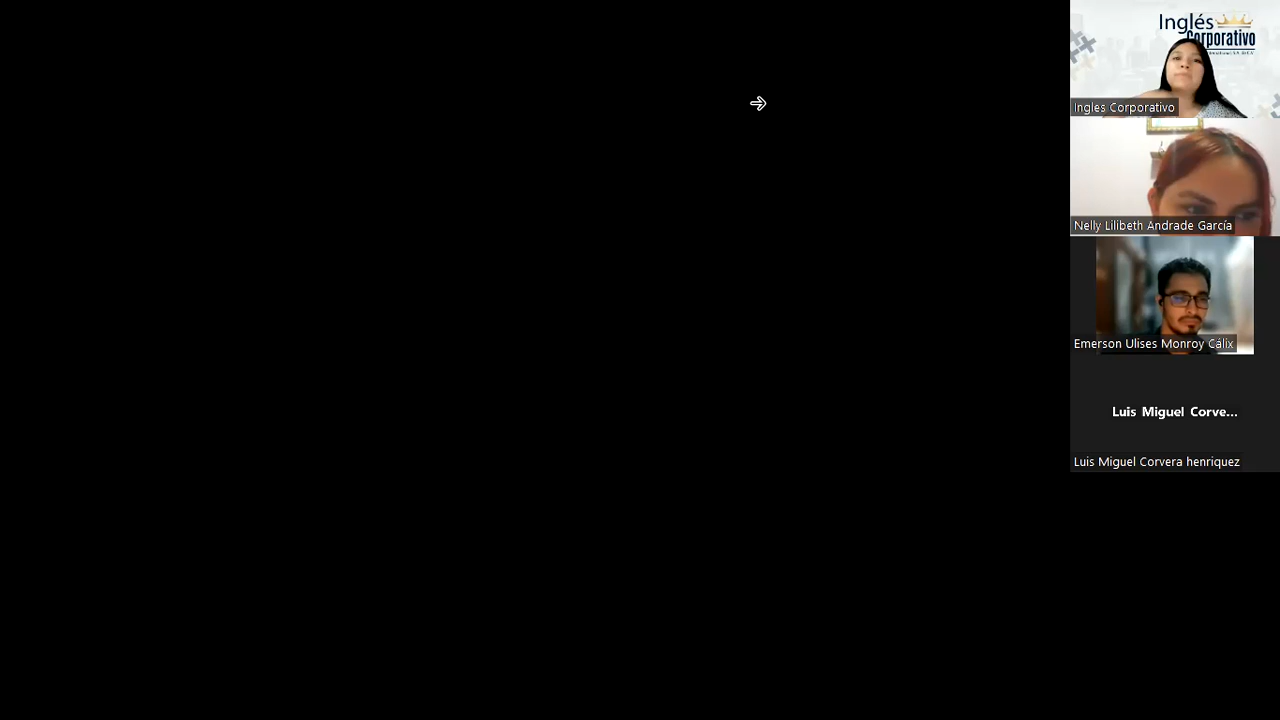 Inglés
Corporativo
Ingles Corporativo
Nelly Lilibeth Andrade García
Emerson Ulises Monroy Cálix
Luis Miguel Corve...
Luis Miguel Corvera henriquez